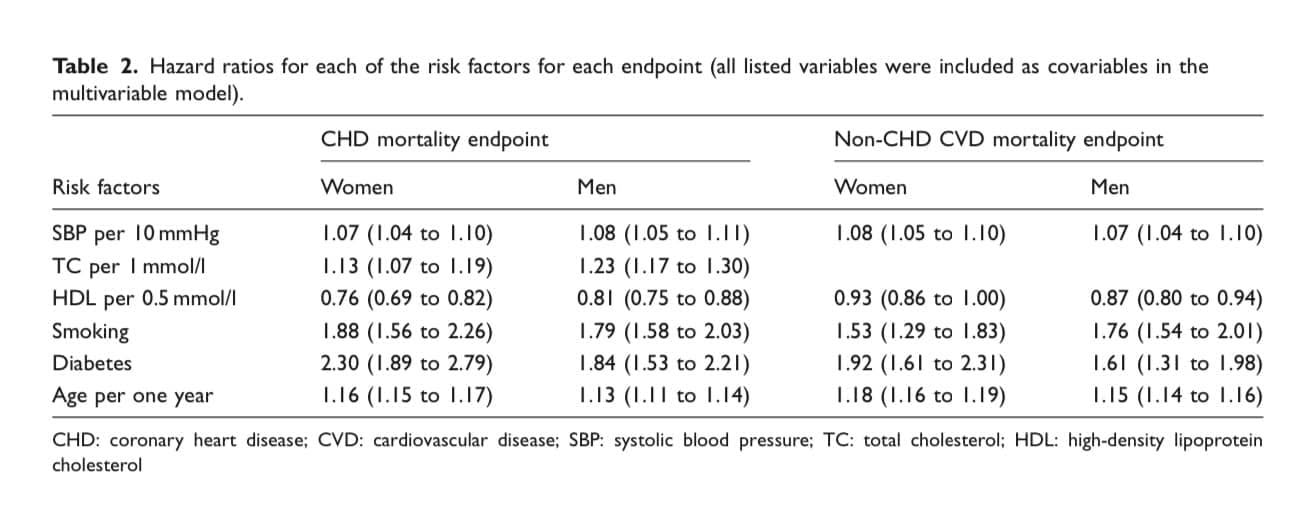 Table 2. Hazard ratios for each of the risk factors for each endpoint (all listed variables were included as covariables in the
multivariable model).
CHD mortality endpoint Non-CHD CVD mortality endpoint
Risk factors Women Men Women Men
SBP per 10 mmHg 1.07 (1.04 to 1.10) 1.08 (1.05 to 1.11) 1.08 (1.05 to 1.10) 1.07 (1.04 to 1.10)
TC per 1 mmol/l 1.13 (1.07 to 1.19) 1.23 (1.17 to 1.30)
HDL per 0.5 mmol/l 0.76 (0.69 to 0.82) 0.81 (0.75 to 0.88) 0.93 (0.86 to 1.00) 0.87 (0.80 to 0.94)
Smoking 1.88 (1.56 to 2.26) 1.79 (1.58 to 2.03) 1.53 (1.29 to 1.83) 1.76 (1.54 to 2.01)
Diabetes 2.30 (1.89 to 2.79) 1.84 (1.53 to 2.21) 1.92 (1.61 to 2.31) 1.61 (1.31 to 1.98)
Age per one year 1.16 (1.15 to 1.17) 1.13 (1.11 to 1.14) 1.18 (1.16 to 1.19) 1.15 (1.14 to 1.16)
CHD: coronary heart disease; CVD: cardiovascular disease; SBP: systolic blood pressure; TC: total cholesterol; HDL: high-density lipoprotein
cholesterol